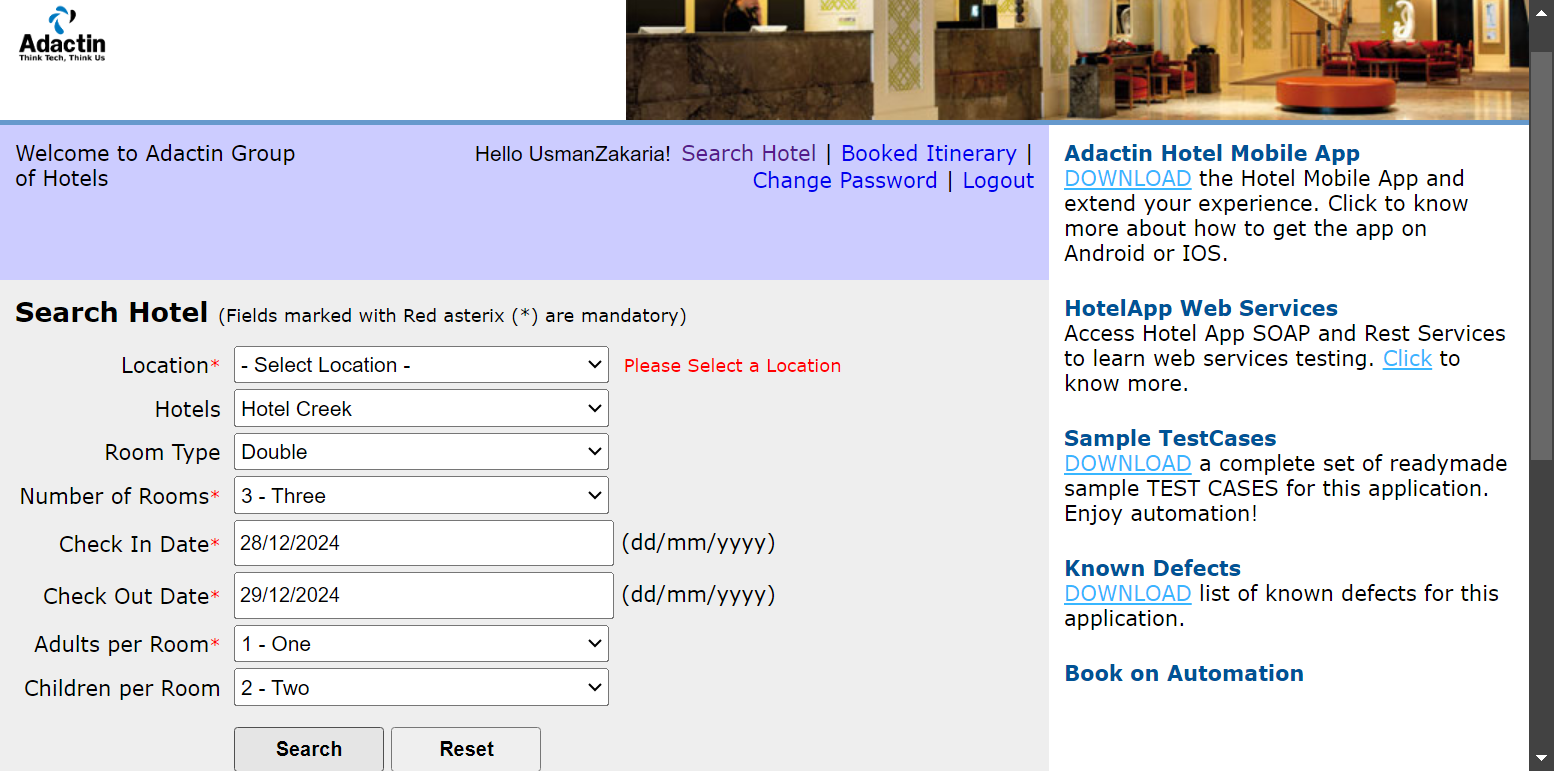 Adactin
Think Tech, Think Us
Welcome to Adactin Group
of Hotels
Hello UsmanZakaria! Search Hotel | Booked Itinerary |
Change Password | Logout
Search Hotel (Fields marked with Red asterix (*) are mandatory)
Location* - Select Location - Please Select a Location
Hotels Hotel Creek
Room Type Double
Number of Rooms* 3 - Three
Check In Date* 28/12/2024 (dd/mm/yyyy)
Check Out Date* 29/12/2024 (dd/mm/yyyy)
Adults per Room* 1 - One
Children per Room 2 - Two
Search Reset
Adactin Hotel Mobile App
DOWNLOAD the Hotel Mobile App and
extend your experience. Click to know
more about how to get the app on
Android or IOS.
HotelApp Web Services
Access Hotel App SOAP and Rest Services
to learn web services testing. Click to
know more.
Sample TestCases
DOWNLOAD a complete set of readymade
sample TEST CASES for this application.
Enjoy automation!
Known Defects
DOWNLOAD list of known defects for this
application.
Book on Automation